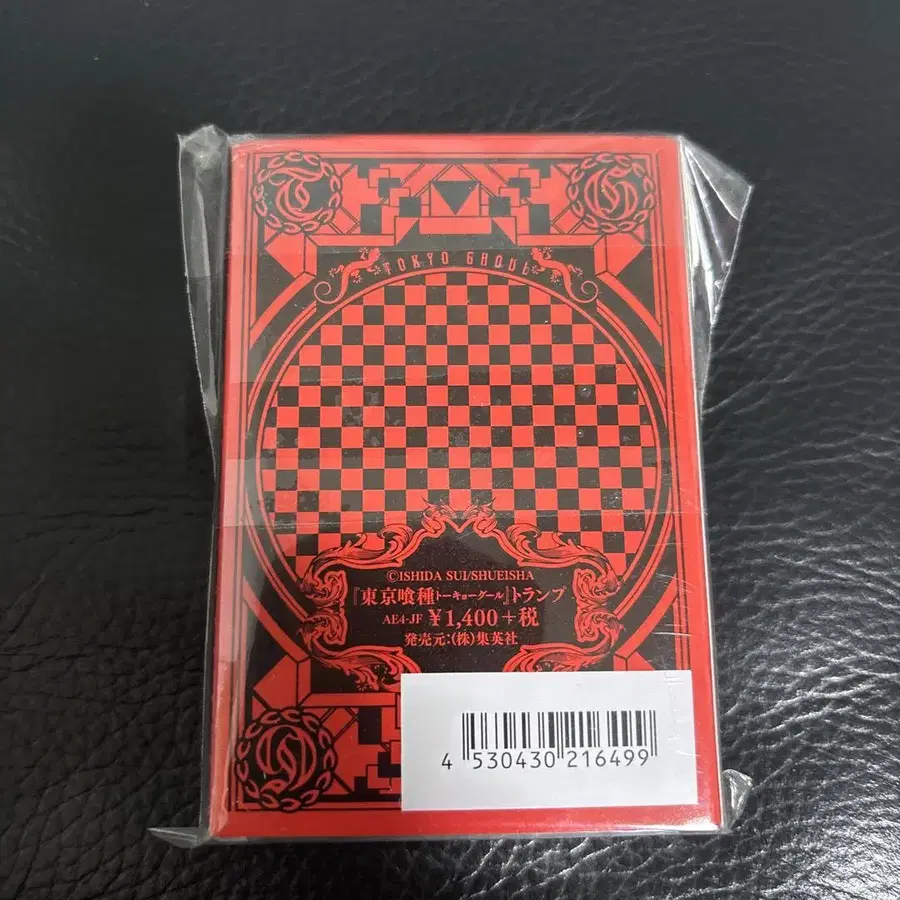 T
G
TOKYO GHOUL
©ISHIDA SUI/SHUEISHA
『東京喰種トーキョーグール』トランプ
AE4-JF ¥1,400+税
発売元:(株)集英社
4 530430 216499